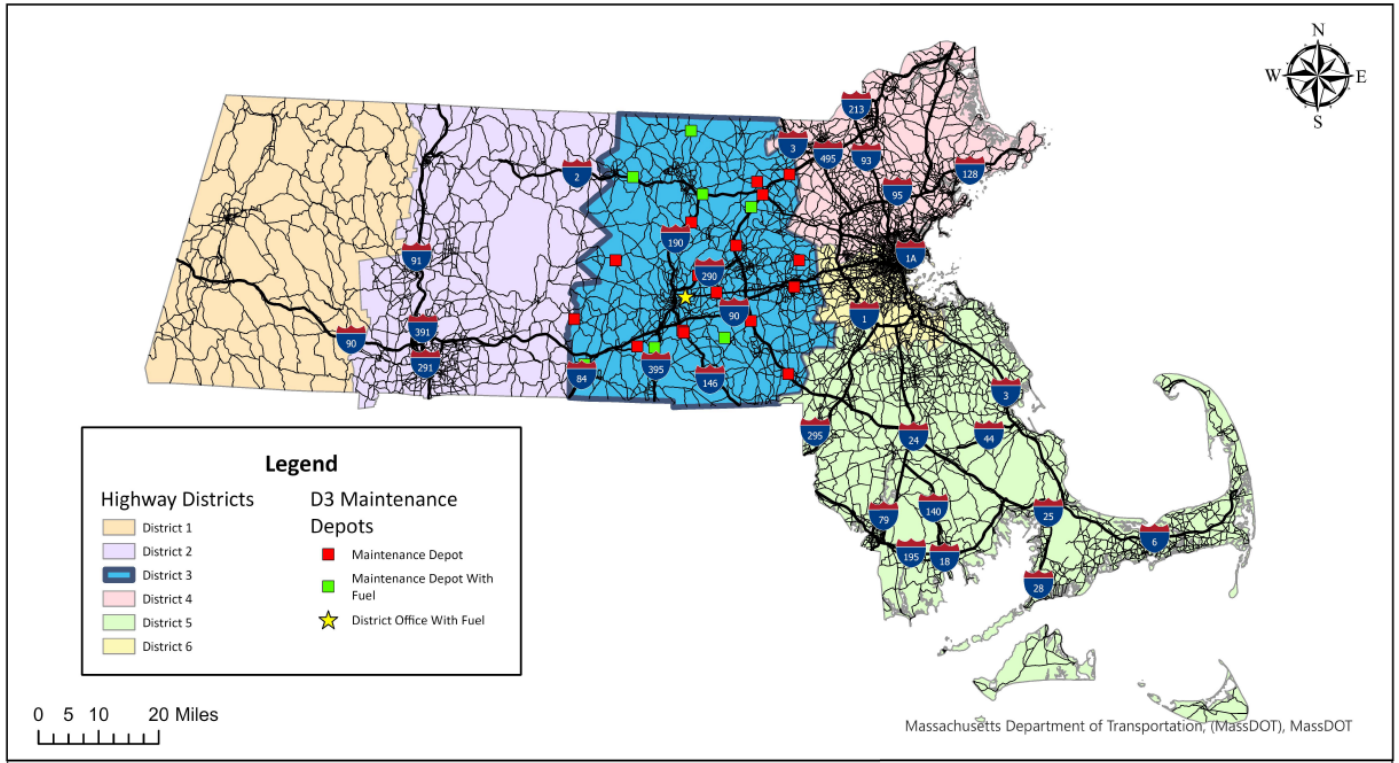 N
W E
S
213
3
495
93
2
128
95
190
91
1A
290
90
1
391
90
291
84
395
146
3
295
24
44
140
79
25
195
18
6
28
Legend
Highway Districts
District 1
District 2
District 3
District 4
District 5
District 6
D3 Maintenance
Depots
Maintenance Depot
Maintenance Depot With
Fuel
District Office With Fuel
0 5 10 20 Miles
Massachusetts Department of Transportation, (MassDOT), MassDOT